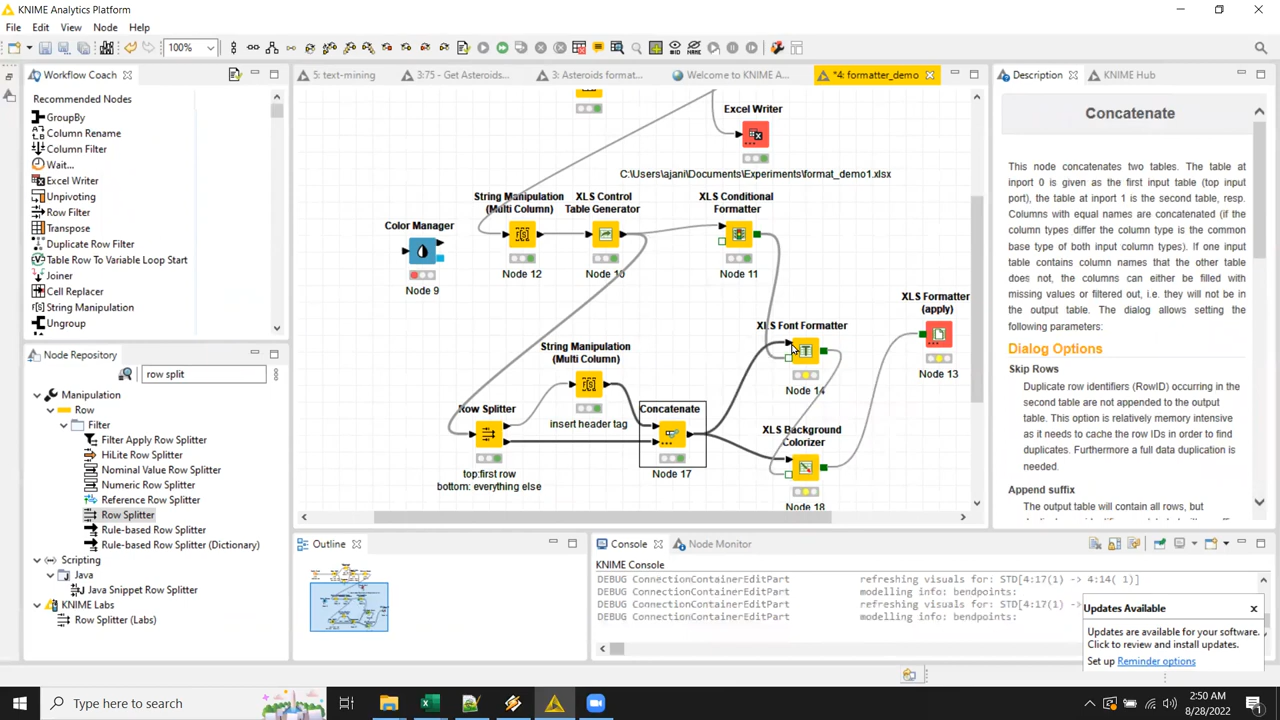 KNIME Analytics Platform
File Edit View Node Help
100%
Workflow Coach
Recommended Nodes
GroupBy
Column Rename
Column Filter
Wait...
Excel Writer
Unpivoting
Row Filter
Transpose
Duplicate Row Filter
Table Row To Variable Loop Start
Joiner
Cell Replacer
String Manipulation
Ungroup
Node Repository
row split
Manipulation
Row
Filter
Filter Apply Row Splitter
HiLite Row Splitter
Nominal Value Row Splitter
Numeric Row Splitter
Reference Row Splitter
Row Splitter
Rule-based Row Splitter
Rule-based Row Splitter (Dictionary)
Scripting
Java
Java Snippet Row Splitter
KNIME Labs
Row Splitter (Labs)
5: text-mining
3:75 - Get Asteroids...
3: Asteroids format...
Welcome to KNIME A...
*4: formatter_demo
Excel Writer
C:\Users\ajani\Documents\Experiments\format_demo1.xlsx
String Manipulation
(Multi Column)
Node 12
XLS Control
Table Generator
Node 10
XLS Conditional
Formatter
Node 11
Color Manager
Node 9
XLS Formatter
(apply)
Node 13
XLS Font Formatter
Node 14
String Manipulation
(Multi Column)
insert header tag
Row Splitter
top:first row
bottom: everything else
Concatenate
Node 17
XLS Background
Colorizer
Node 18
Outline
Console
Node Monitor
KNIME Console
DEBUG ConnectionContainerEditPart refreshing visuals for: STD[4:17(1) -> 4:14( 1)]
DEBUG ConnectionContainerEditPart modelling info: bendpoints:
DEBUG ConnectionContainerEditPart refreshing visuals for: STD[4:17(1) ->
DEBUG ConnectionContainerEditPart modelling info: bendpoints:
Description
KNIME Hub
Concatenate
This node concatenates two tables. The table at
inport 0 is given as the first input table (top input
port), the table at inport 1 is the second table, resp.
Columns with equal names are concatenated (if the
column types differ the column type is the common
base type of both input column types). If one input
table contains column names that the other table
does not, the columns can either be filled with
missing values or filtered out, i.e. they will not be in
the output table. The dialog allows setting the
following parameters:
Dialog Options
Skip Rows
Duplicate row identifiers (RowID) occurring in the
second table are not appended to the output
table. This option is relatively memory intensive
as it needs to cache the row IDs in order to find
duplicates. Furthermore a full data duplication is
needed.
Append suffix
The output table will contain all rows, but
Updates Available
Updates are available for your software.
Click to review and install updates.
Set up Reminder options
Type here to search
2:50 AM
8/28/2022